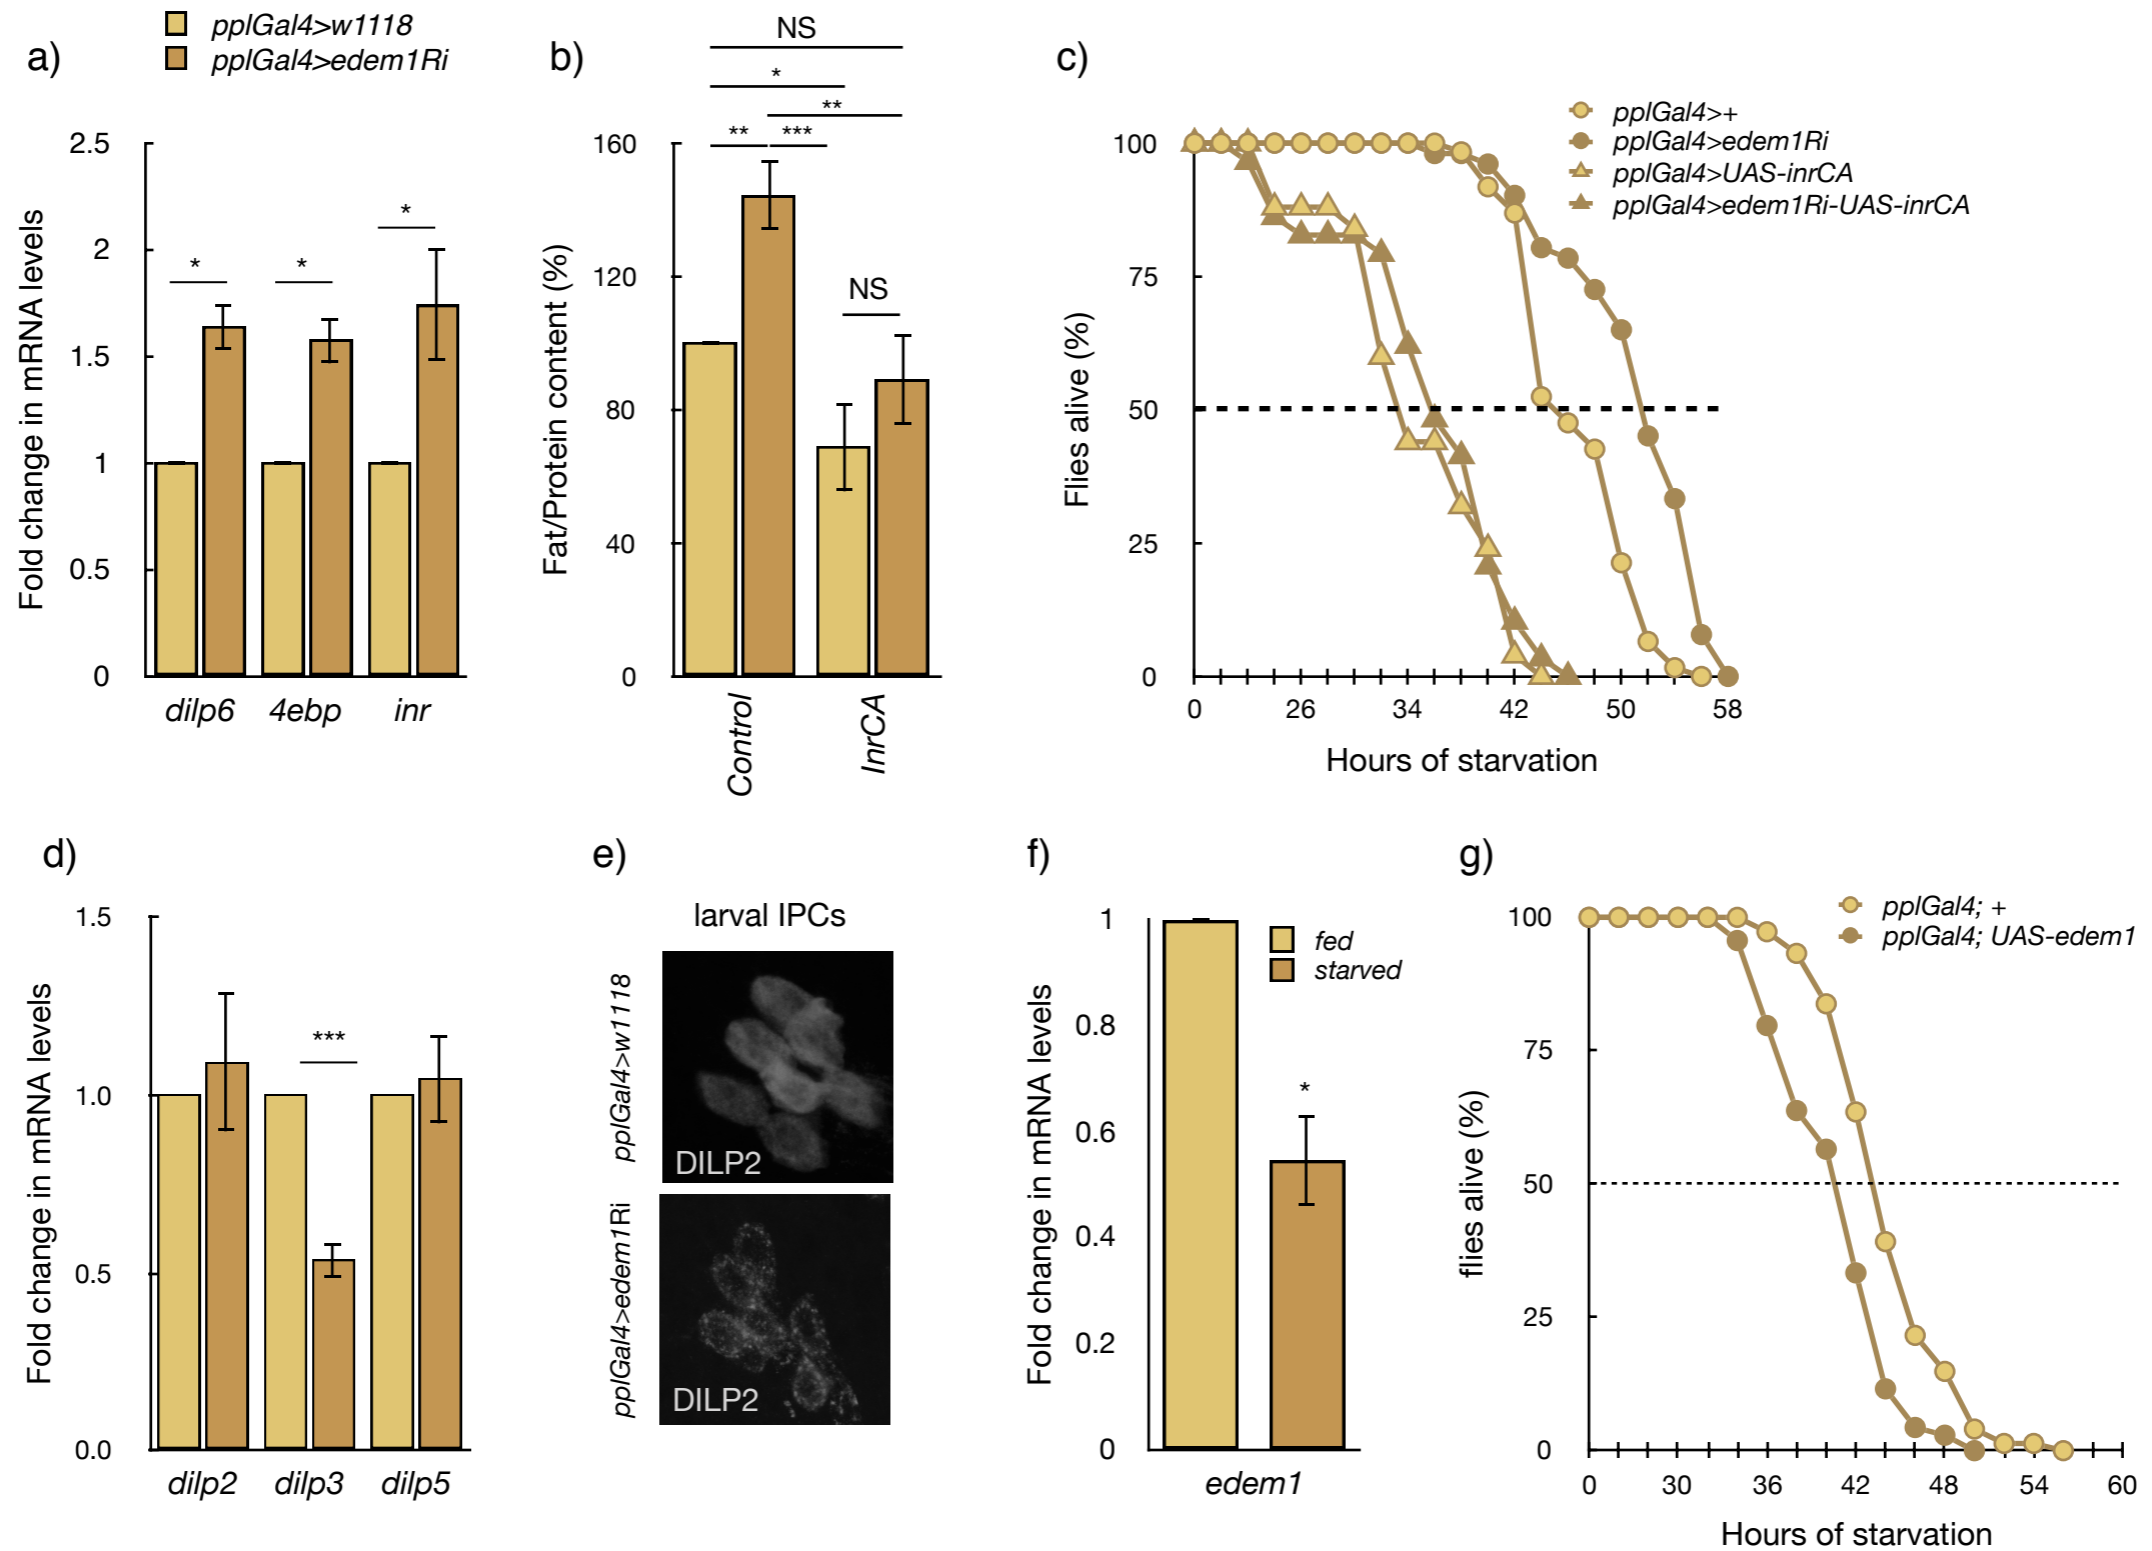 a)
pplGal4>w1118
pplGal4>edem1Ri
Fold change in mRNA levels
2.5
2
1.5
1
0.5
0
* * *
dilp6 4ebp inr
b)
NS
*
**
** ***
NS
Fat/Protein content (%)
160
120
80
40
0
Control InrCA
c)
pplGal4>+
pplGal4>edem1Ri
pplGal4>UAS-inrCA
pplGal4>edem1Ri-UAS-inrCA
Flies alive (%)
100
75
50
25
0
0 26 34 42 50 58
Hours of starvation
d)
Fold change in mRNA levels
1.5
1.0
0.5
0.0
***
dilp2 dilp3 dilp5
e)
larval IPCs
pplGal4>w1118
DILP2
pplGal4>edem1Ri
DILP2
f)
Fold change in mRNA levels
1
0.8
0.6
0.4
0.2
0
fed
starved
*
edem1
g)
pplGal4; +
pplGal4; UAS-edem1
flies alive (%)
100
75
50
25
0
0 30 36 42 48 54 60
Hours of starvation